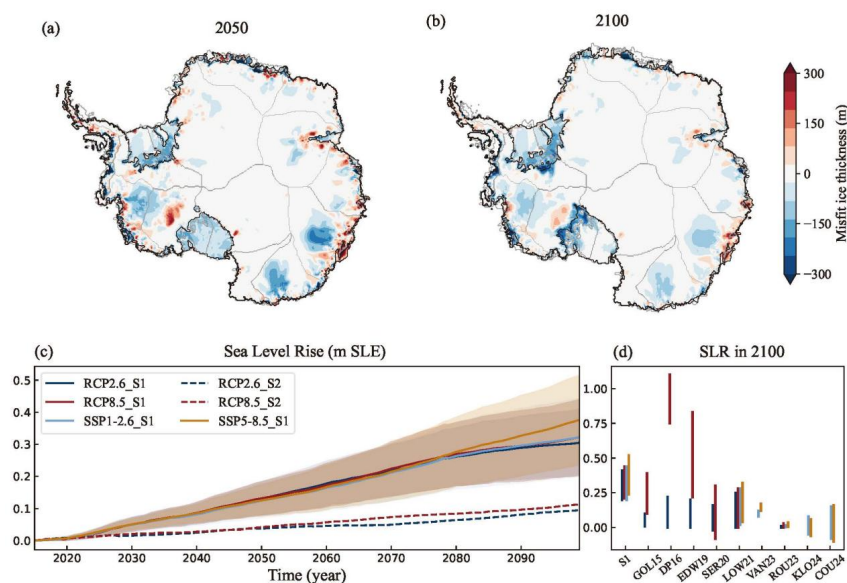 (a)
2050
(b)
2100
300
150
0
−150
−300
Misfit ice thickness (m)
(c)
Sea Level Rise (m SLE)
RCP2.6_S1
RCP8.5_S1
SSP1-2.6_S1
RCP2.6_S2
RCP8.5_S2
SSP5-8.5_S1
0.5
0.4
0.3
0.2
0.1
0.0
2020 2030 2040 2050 2060 2070 2080 2090
Time (year)
(d)
SLR in 2100
1.00
0.75
0.50
0.25
0.00
S1
GOL15
DP16
EDW19
SER20
LOW21
VAN23
ROU23
KLO24
COU24